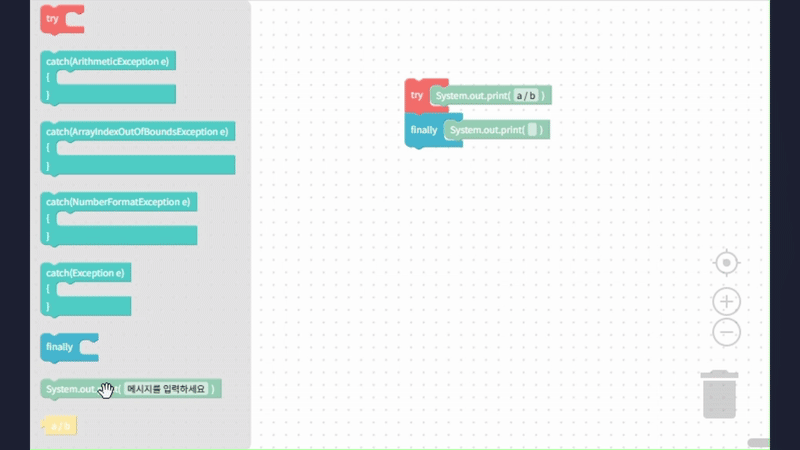 try
catch(ArithmeticException e)
{
}
catch(ArrayIndexOutOfBoundsException e)
{
}
catch(NumberFormatException e)
{
}
catch(Exception e)
{
}
finally
System.out. t( 메시지를 입력하세요 )
a / b
try System.out.print( a / b )
finally System.out.print( )